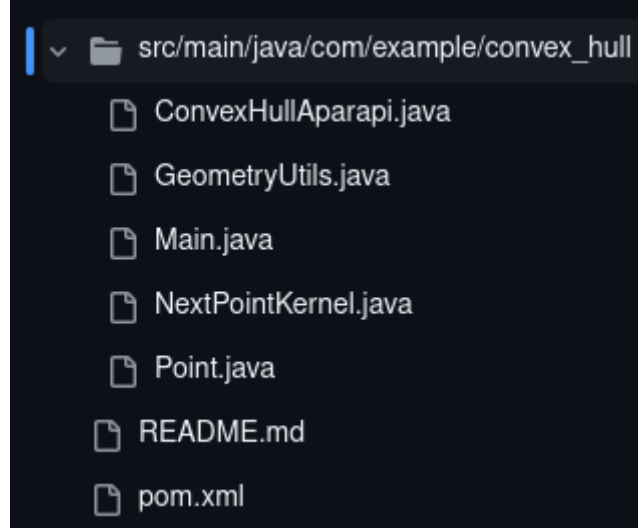 src/main/java/com/example/convex_hull
ConvexHullAparapi.java
GeometryUtils.java
Main.java
NextPointKernel.java
Point.java
README.md
pom.xml